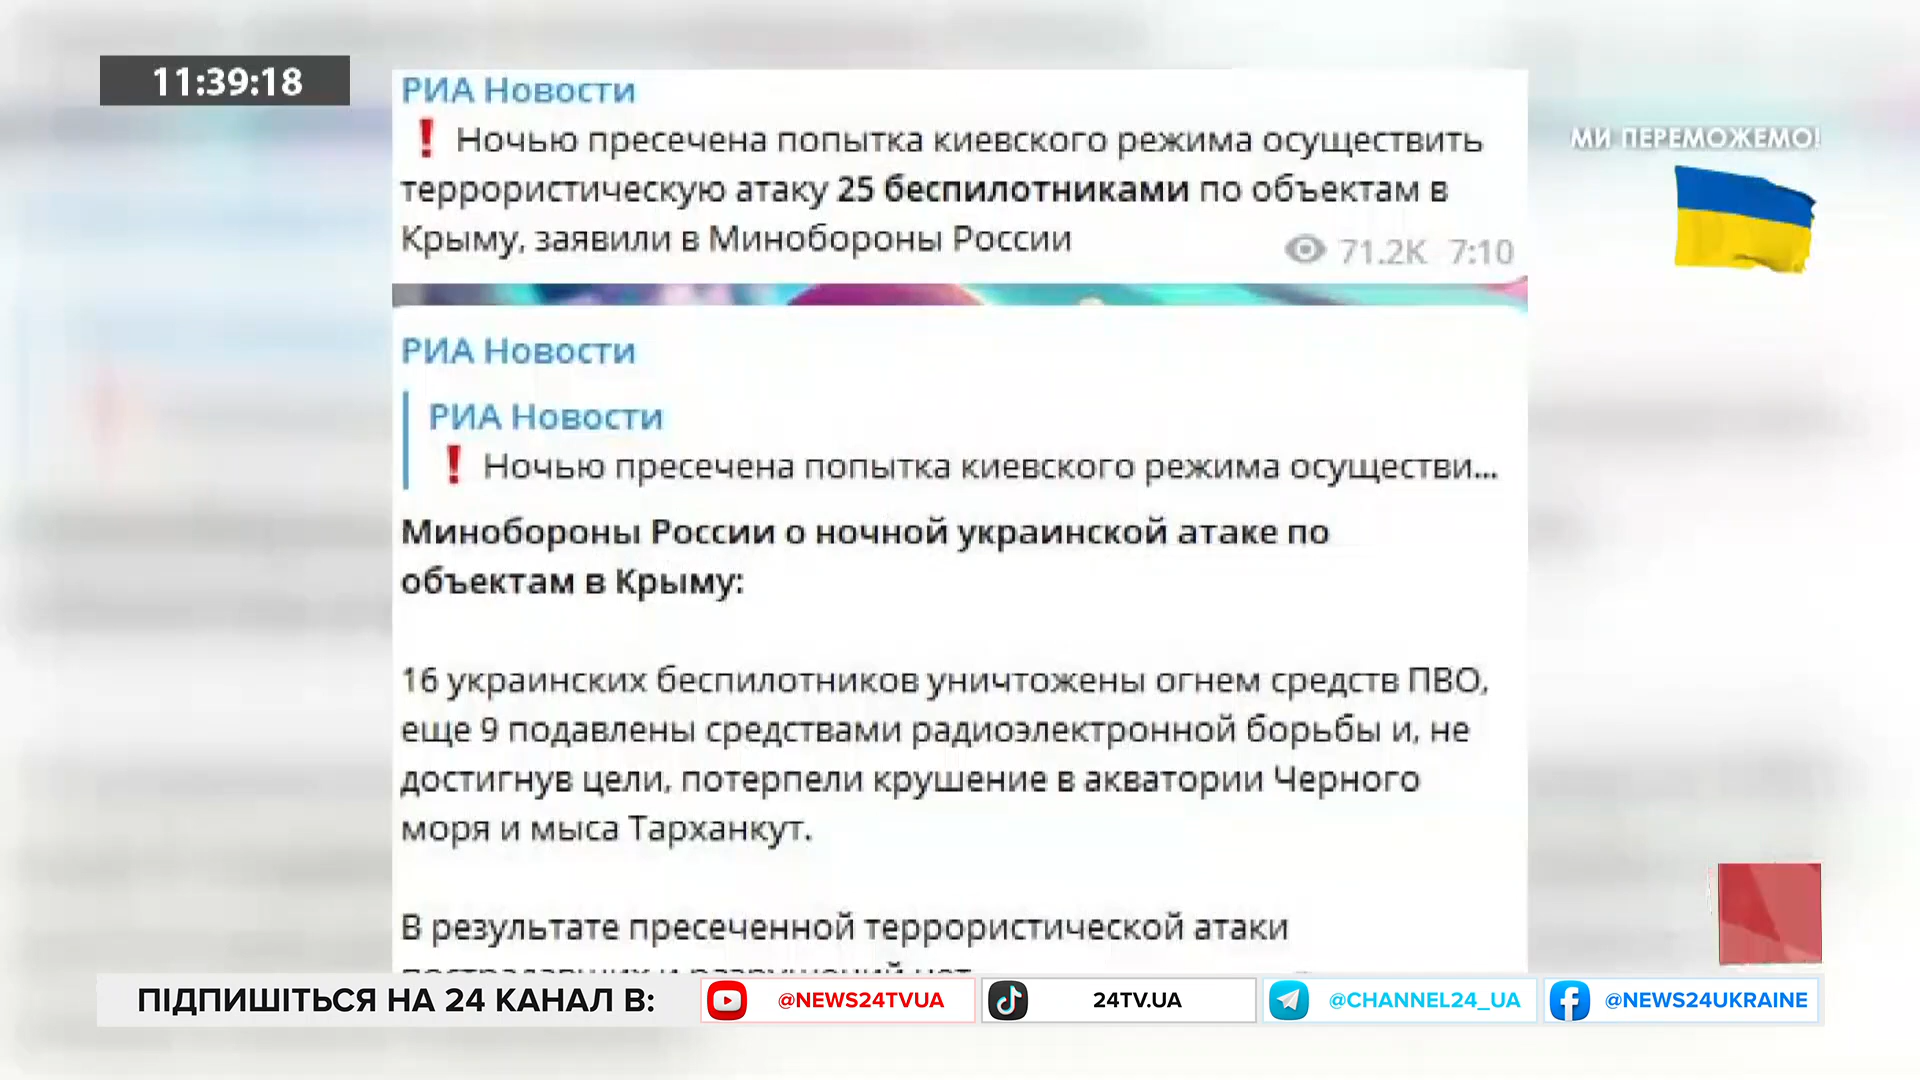 11:39:18
РИА Новости
❗ Ночью пресечена попытка киевского режима осуществить
террористическую атаку 25 беспилотниками по объектам в
Крыму, заявили в Минобороны России
71.2K 7:10
МИ ПЕРЕМОЖЕМО!
РИА Новости
РИА Новости
❗ Ночью пресечена попытка киевского режима осуществи...
Минобороны России о ночной украинской атаке по
объектам в Крыму:
16 украинских беспилотников уничтожены огнем средств ПВО,
еще 9 подавлены средствами радиоэлектронной борьбы и, не
достигнув цели, потерпели крушение в акватории Черного
моря и мыса Тарханкут.
В результате пресеченной террористической атаки
пострадавших и разрушений нет
ПІДПИШІТЬСЯ НА 24 КАНАЛ В:
@NEWS24TVUA
24TV.UA
@CHANNEL24_UA
@NEWS24UKRAINE